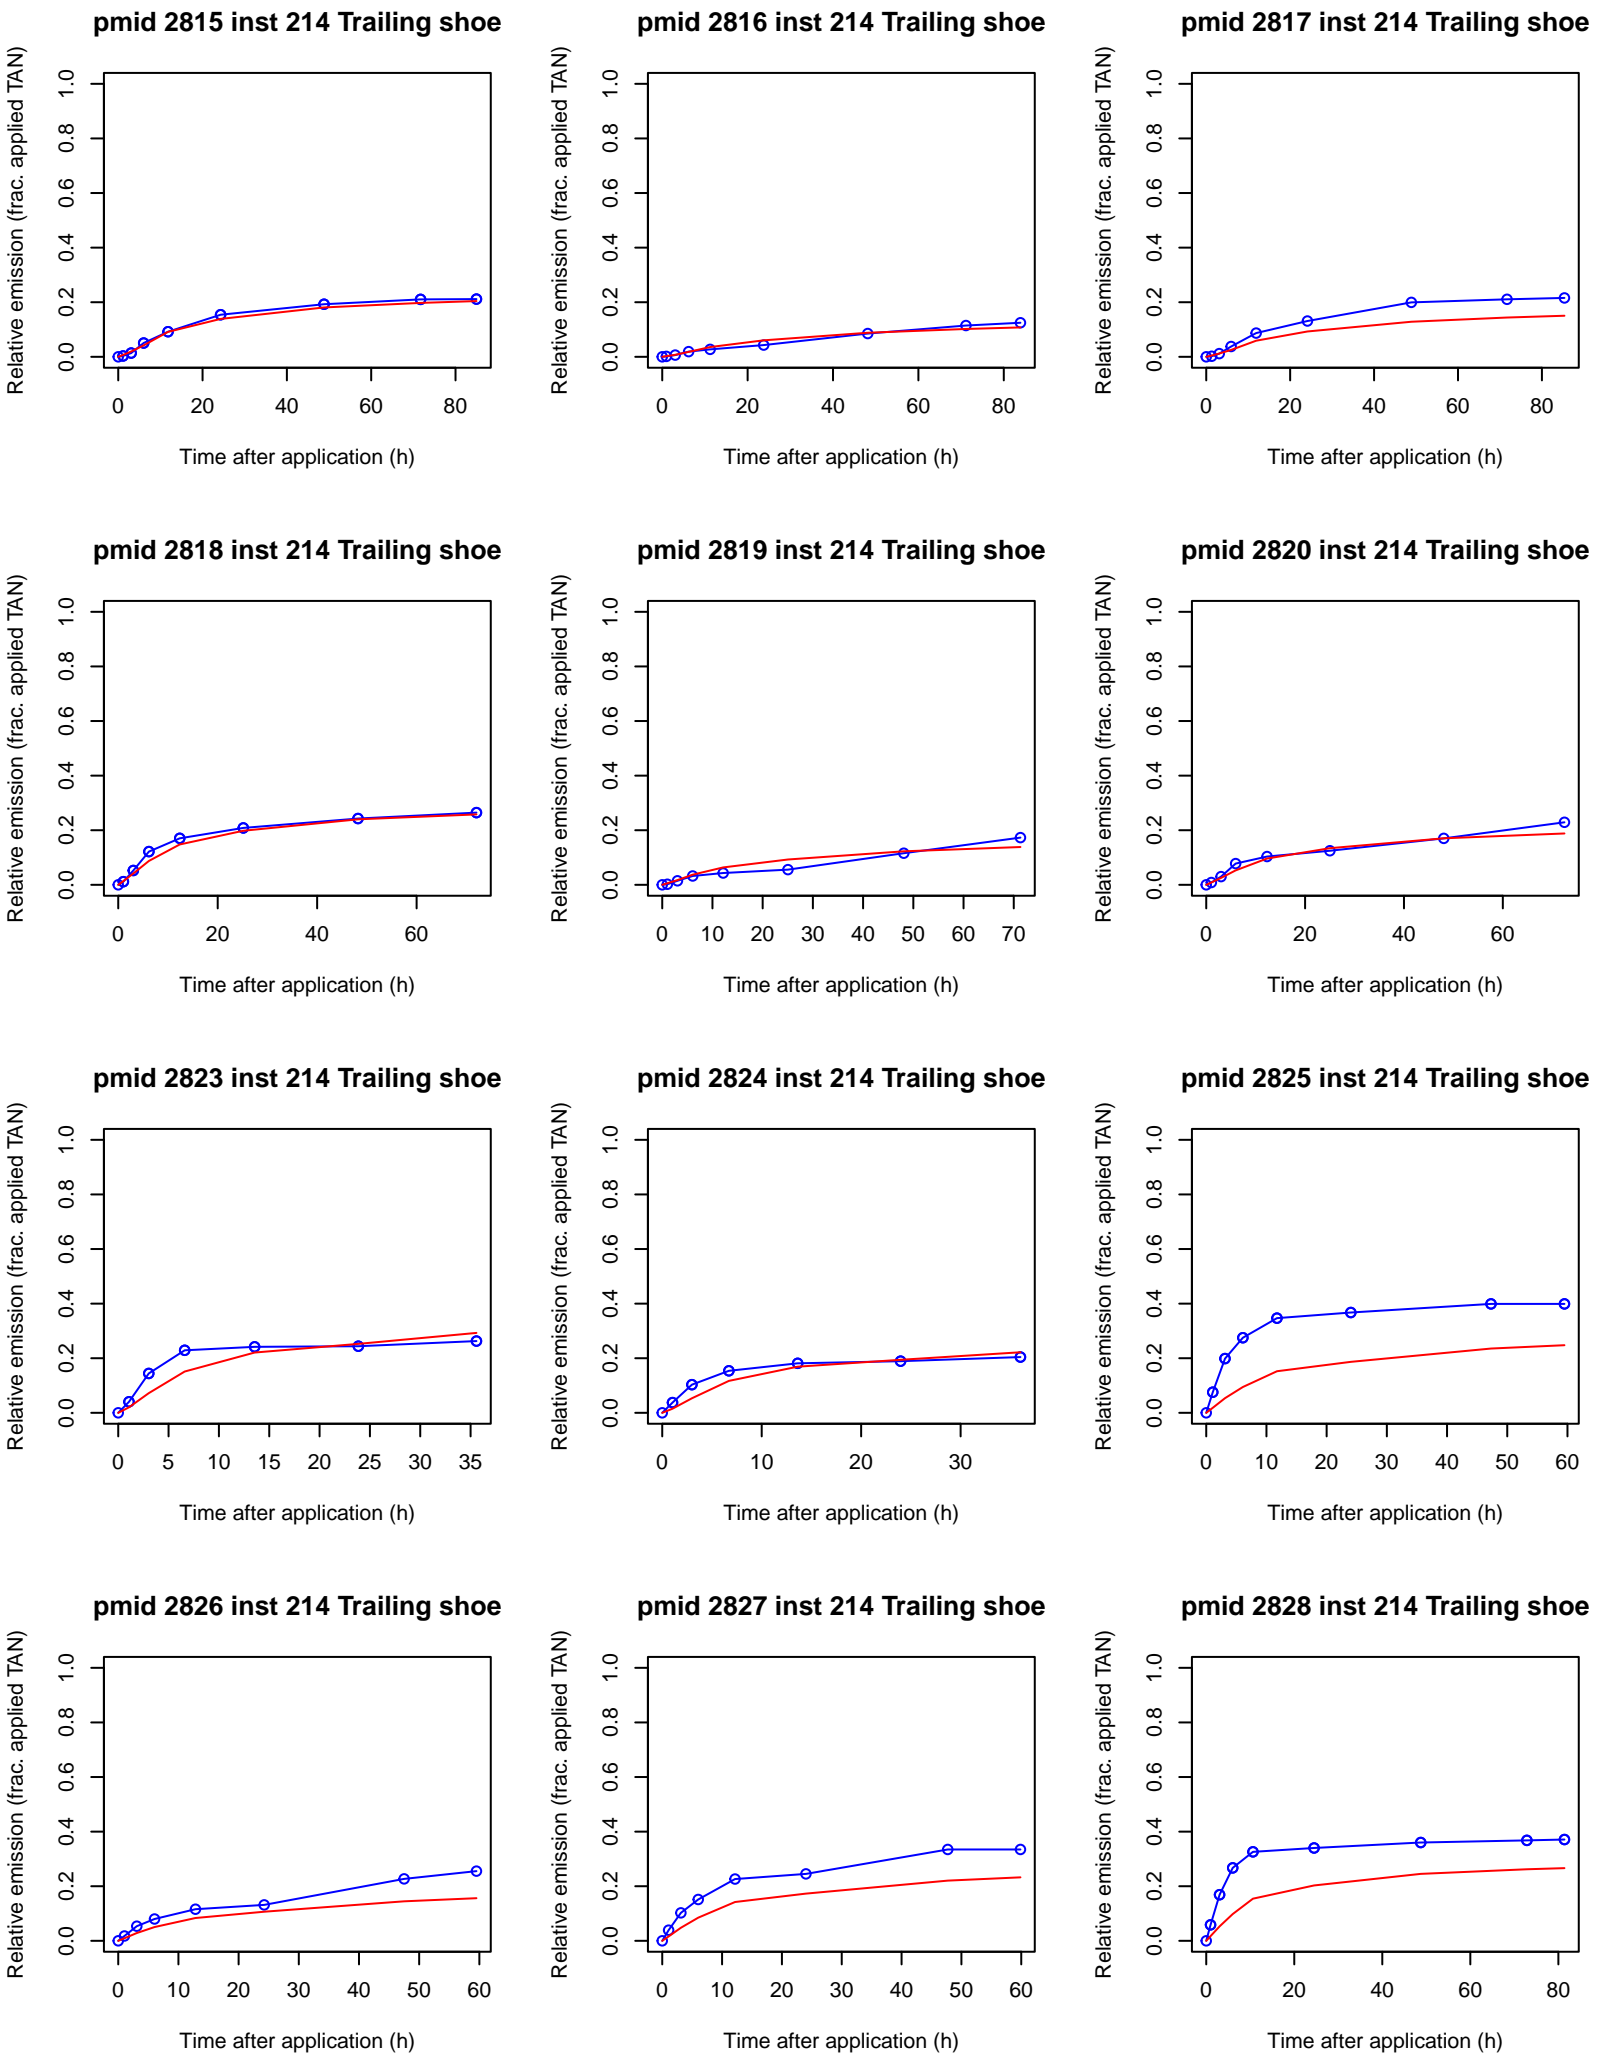 pmid 2815 inst 214 Trailing shoe
Relative emission (frac. applied TAN)
0.0 0.2 0.4 0.6 0.8 1.0
0 20 40 60 80
Time after application (h)
pmid 2816 inst 214 Trailing shoe
Relative emission (frac. applied TAN)
0.0 0.2 0.4 0.6 0.8 1.0
0 20 40 60 80
Time after application (h)
pmid 2817 inst 214 Trailing shoe
Relative emission (frac. applied TAN)
0.0 0.2 0.4 0.6 0.8 1.0
0 20 40 60 80
Time after application (h)
pmid 2818 inst 214 Trailing shoe
Relative emission (frac. applied TAN)
0.0 0.2 0.4 0.6 0.8 1.0
0 20 40 60
Time after application (h)
pmid 2819 inst 214 Trailing shoe
Relative emission (frac. applied TAN)
0.0 0.2 0.4 0.6 0.8 1.0
0 10 20 30 40 50 60 70
Time after application (h)
pmid 2820 inst 214 Trailing shoe
Relative emission (frac. applied TAN)
0.0 0.2 0.4 0.6 0.8 1.0
0 20 40 60
Time after application (h)
pmid 2823 inst 214 Trailing shoe
Relative emission (frac. applied TAN)
0.0 0.2 0.4 0.6 0.8 1.0
0 5 10 15 20 25 30 35
Time after application (h)
pmid 2824 inst 214 Trailing shoe
Relative emission (frac. applied TAN)
0.0 0.2 0.4 0.6 0.8 1.0
0 10 20 30
Time after application (h)
pmid 2825 inst 214 Trailing shoe
Relative emission (frac. applied TAN)
0.0 0.2 0.4 0.6 0.8 1.0
0 10 20 30 40 50 60
Time after application (h)
pmid 2826 inst 214 Trailing shoe
Relative emission (frac. applied TAN)
0.0 0.2 0.4 0.6 0.8 1.0
0 10 20 30 40 50 60
Time after application (h)
pmid 2827 inst 214 Trailing shoe
Relative emission (frac. applied TAN)
0.0 0.2 0.4 0.6 0.8 1.0
0 10 20 30 40 50 60
Time after application (h)
pmid 2828 inst 214 Trailing shoe
Relative emission (frac. applied TAN)
0.0 0.2 0.4 0.6 0.8 1.0
0 20 40 60 80
Time after application (h)